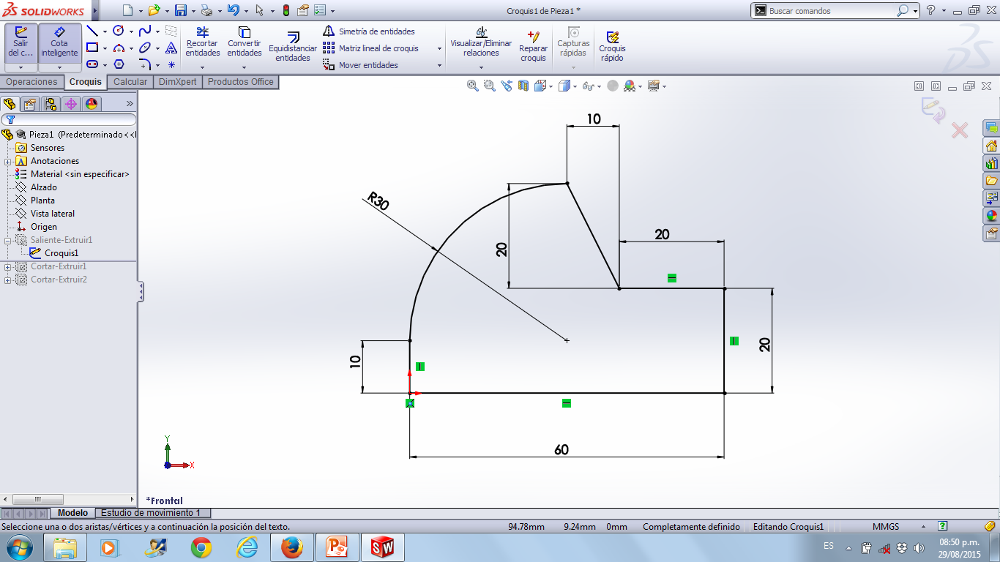 SOLIDWORKS
Croquis1 de Pieza1 *
Buscar comandos
Salir
del c...
Cota
inteligente
Recortar
entidades
Convertir
entidades
Equidistanciar
entidades
Simetría de entidades
Matriz lineal de croquis
Mover entidades
Visualizar/Eliminar
relaciones
Reparar
croquis
Capturas
rápidas
Croquis
rápido
Operaciones
Croquis
Calcular
DimXpert
Productos Office
Pieza1 (Predeterminado<<
Sensores
Anotaciones
Material <sin especificar>
Alzado
Planta
Vista lateral
Origen
Saliente-Extruir1
Croquis1
Cortar-Extruir1
Cortar-Extruir2
10
R30
20
20
10
20
60
Y
X
*Frontal
Modelo
Estudio de movimiento 1
Seleccione una o dos aristas/vértices y a continuación la posición del texto.
94.78mm
9.24mm
0mm
Completamente definido
Editando Croquis1
MMGS
ES
08:50 p.m.
29/08/2015